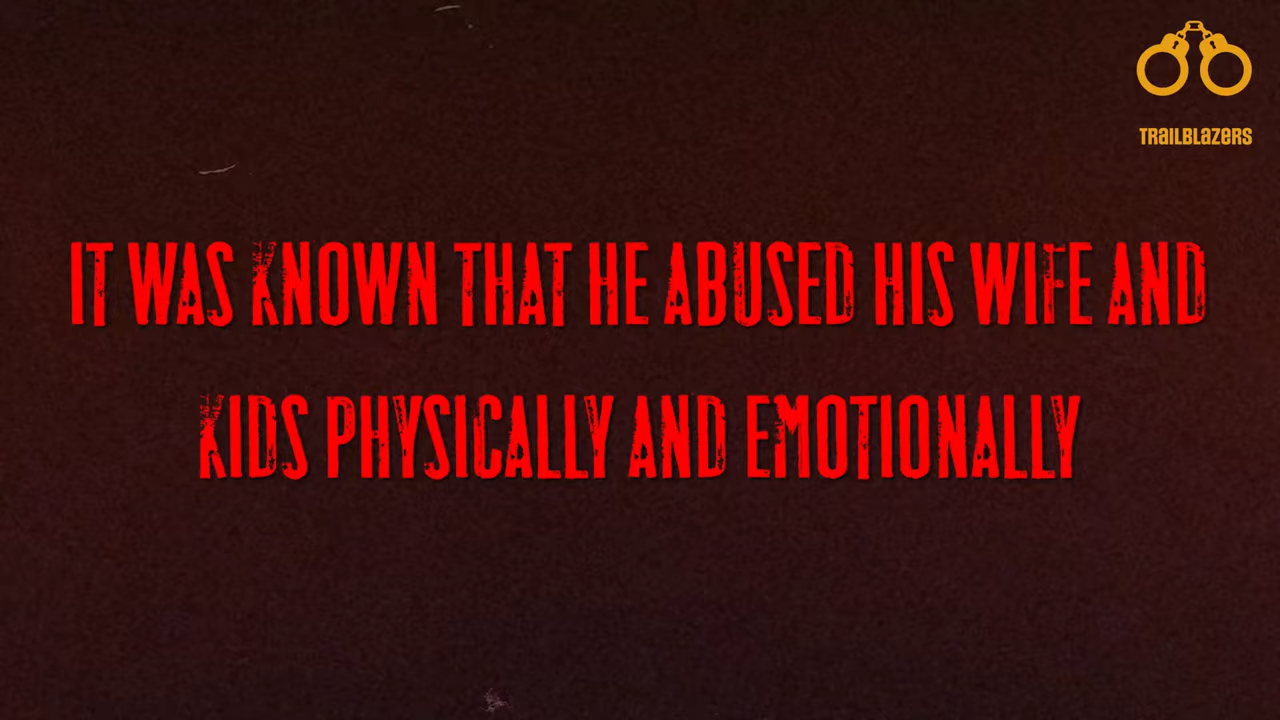 TRAILBLAZERS
IT WAS KNOWN THAT HE ABUSED HIS WIFE AND
KIDS PHYSICALLY AND EMOTIONALLY